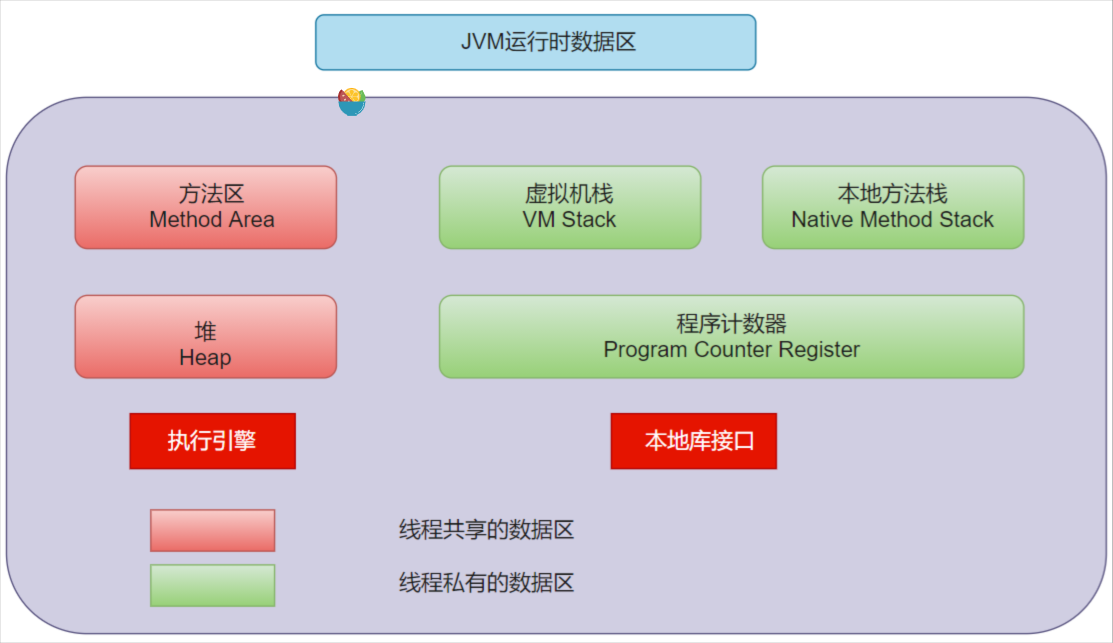 JVM运行时数据区
方法区
Method Area
虚拟机栈
VM Stack
本地方法栈
Native Method Stack
堆
Heap
程序计数器
Program Counter Register
执行引擎
本地库接口
线程共享的数据区
线程私有的数据区